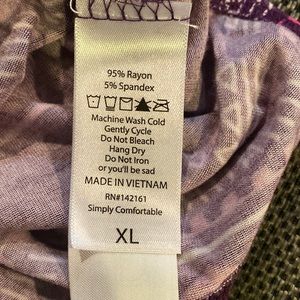 95% Rayon
5% Spandex
Machine Wash Cold
Gently Cycle
Do Not Bleach
Hang Dry
Do Not Iron
or you'll be sad
MADE IN VIETNAM
RN#142161
Simply Comfortable
XL